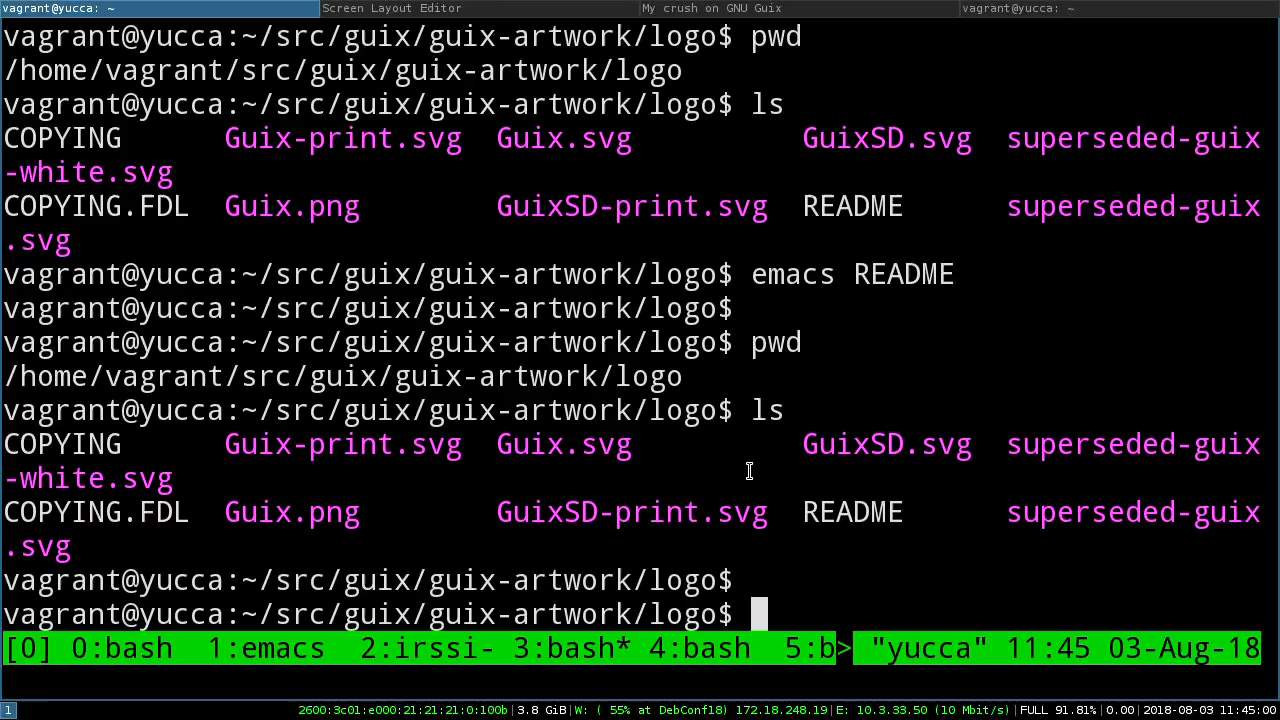 vagrant@yucca: ~ Screen Layout Editor My crush on GNU Guix vagrant@yucca: ~
vagrant@yucca:~/src/guix/guix-artwork/logo$ pwd
/home/vagrant/src/guix/guix-artwork/logo
vagrant@yucca:~/src/guix/guix-artwork/logo$ ls
COPYING Guix-print.svg Guix.svg GuixSD.svg superseded-guix
-white.svg
COPYING.FDL Guix.png GuixSD-print.svg README superseded-guix
.svg
vagrant@yucca:~/src/guix/guix-artwork/logo$ emacs README
vagrant@yucca:~/src/guix/guix-artwork/logo$
vagrant@yucca:~/src/guix/guix-artwork/logo$ pwd
/home/vagrant/src/guix/guix-artwork/logo
vagrant@yucca:~/src/guix/guix-artwork/logo$ ls
COPYING Guix-print.svg Guix.svg GuixSD.svg superseded-guix
-white.svg
COPYING.FDL Guix.png GuixSD-print.svg README superseded-guix
.svg
vagrant@yucca:~/src/guix/guix-artwork/logo$
vagrant@yucca:~/src/guix/guix-artwork/logo$
[0] 0:bash 1:emacs 2:irssi- 3:bash* 4:bash 5:b> "yucca" 11:45 03-Aug-18
1 2600:3c01:e000:21:21:21:0:100b|3.8 GiB|W: ( 55% at DebConf18) 172.18.248.19|E: 10.3.33.50 (10 Mbit/s)|FULL 91.81%|0.00|2018-08-03 11:45:00